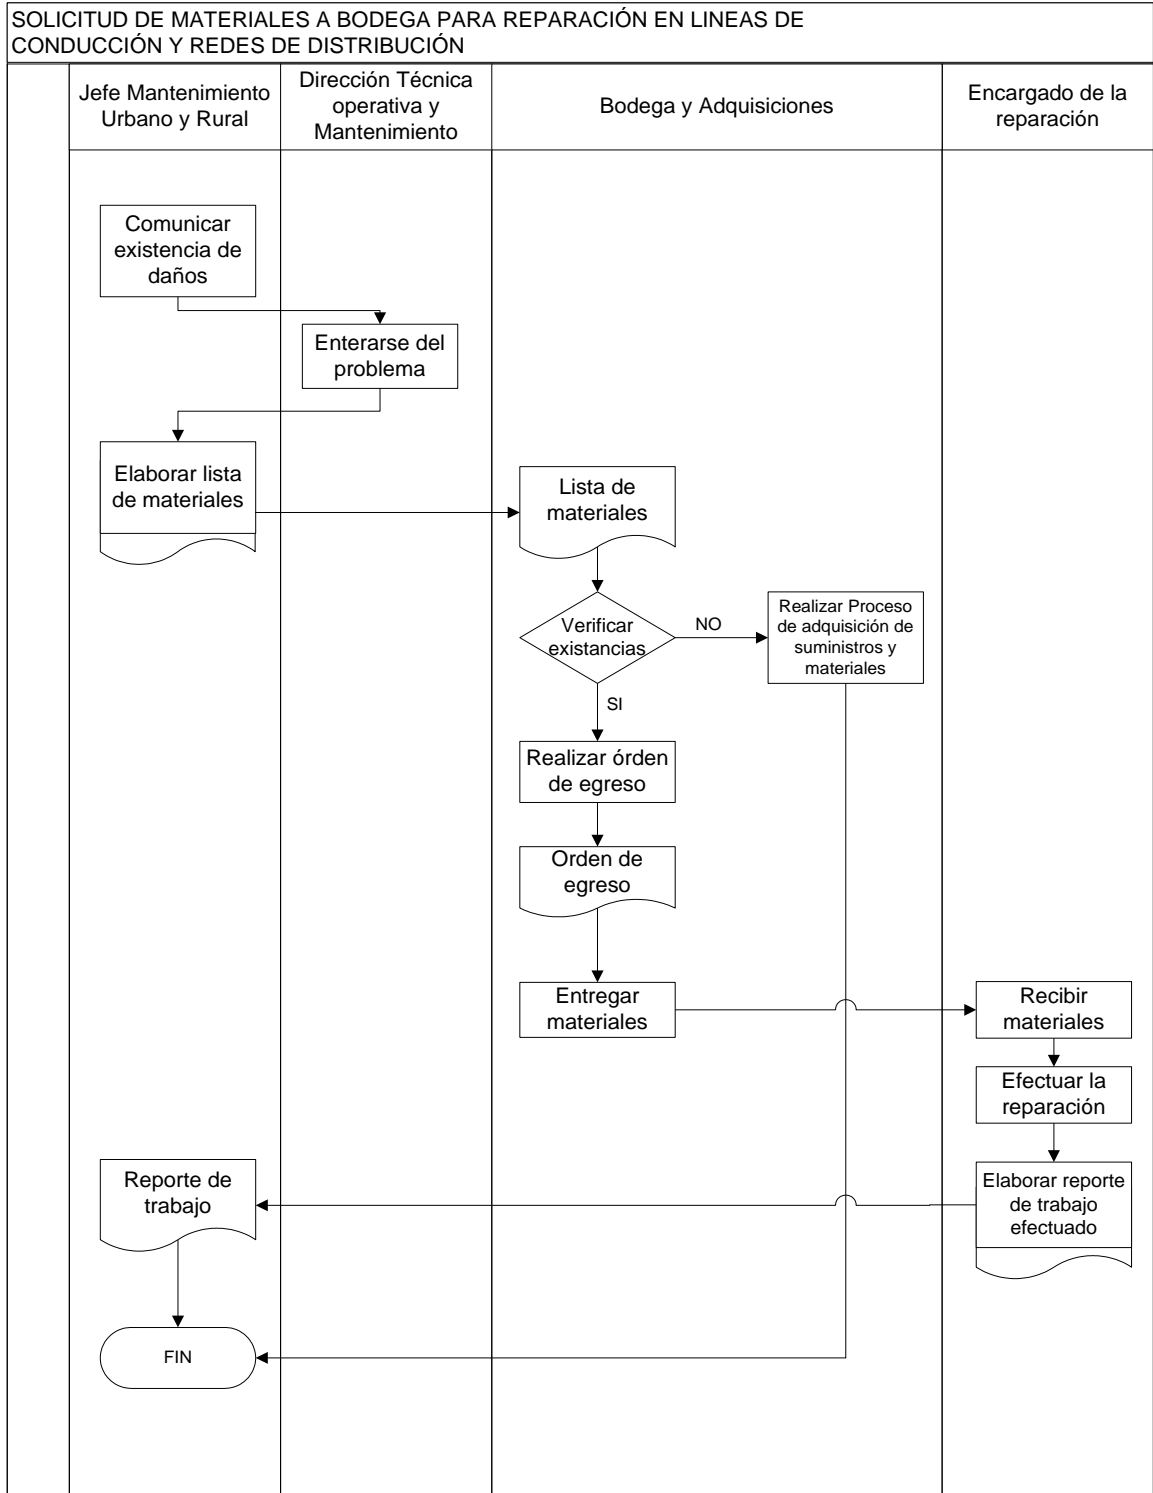 SOLICITUD DE MATERIALES A BODEGA PARA REPARACIÓN EN LINEAS DE
CONDUCCIÓN Y REDES DE DISTRIBUCIÓN
Jefe Mantenimiento
Urbano y Rural
Dirección Técnica
operativa y
Mantenimiento
Bodega y Adquisiciones
Encargado de la
reparación
Comunicar
existencia de
daños
Enterarse del
problema
Elaborar lista
de materiales
Lista de
materiales
Verificar
existancias
NO
Realizar Proceso
de adquisición de
suministros y
materiales
SI
Realizar órden
de egreso
Orden de
egreso
Entregar
materiales
Recibir
materiales
Efectuar la
reparación
Elaborar reporte
de trabajo
efectuado
Reporte de
trabajo
FIN